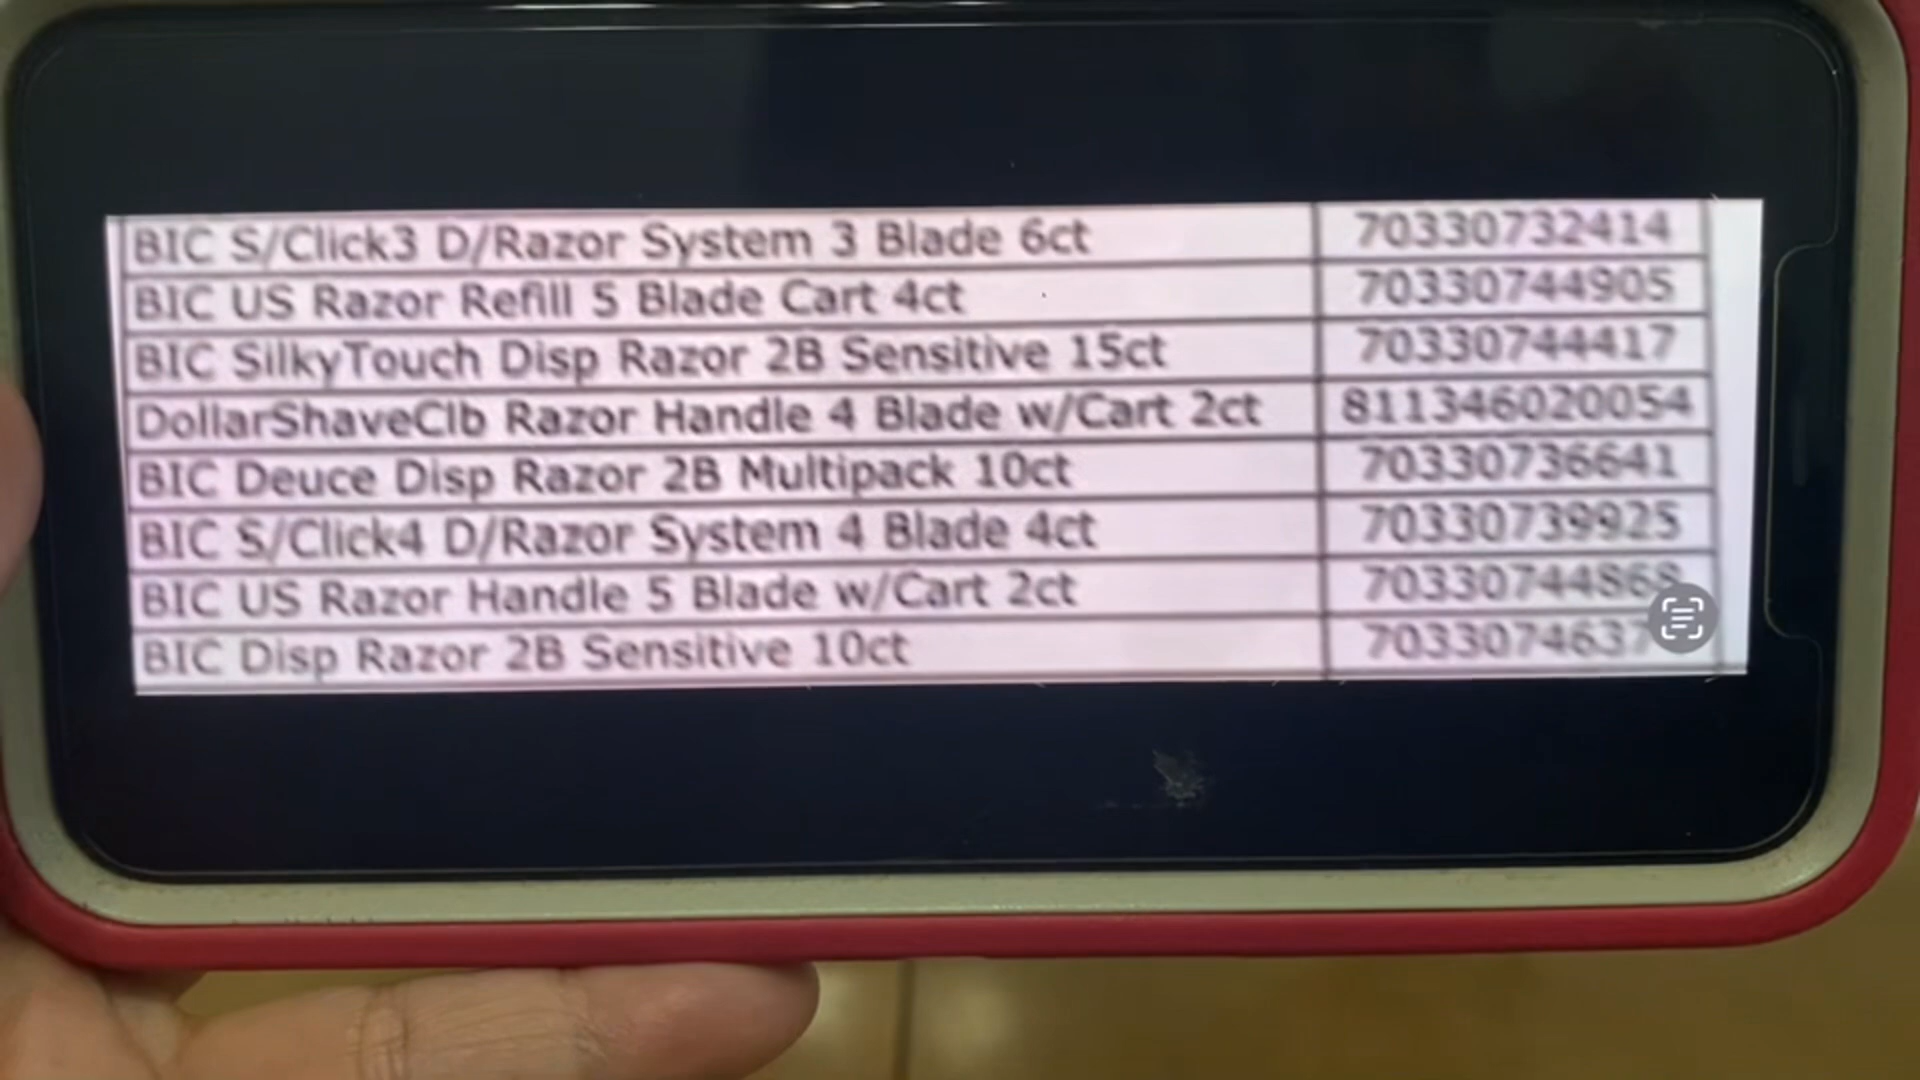 BIC S/Click3 D/Razor System 3 Blade 6ct 70330732414
BIC US Razor Refill 5 Blade Cart 4ct 70330744905
BIC SilkyTouch Disp Razor 2B Sensitive 15ct 70330744417
DollarShaveClb Razor Handle 4 Blade w/Cart 2ct 811346020054
BIC Deuce Disp Razor 2B Multipack 10ct 70330736641
BIC S/Click4 D/Razor System 4 Blade 4ct 70330739925
BIC US Razor Handle 5 Blade w/Cart 2ct 70330744868
BIC Disp Razor 2B Sensitive 10ct